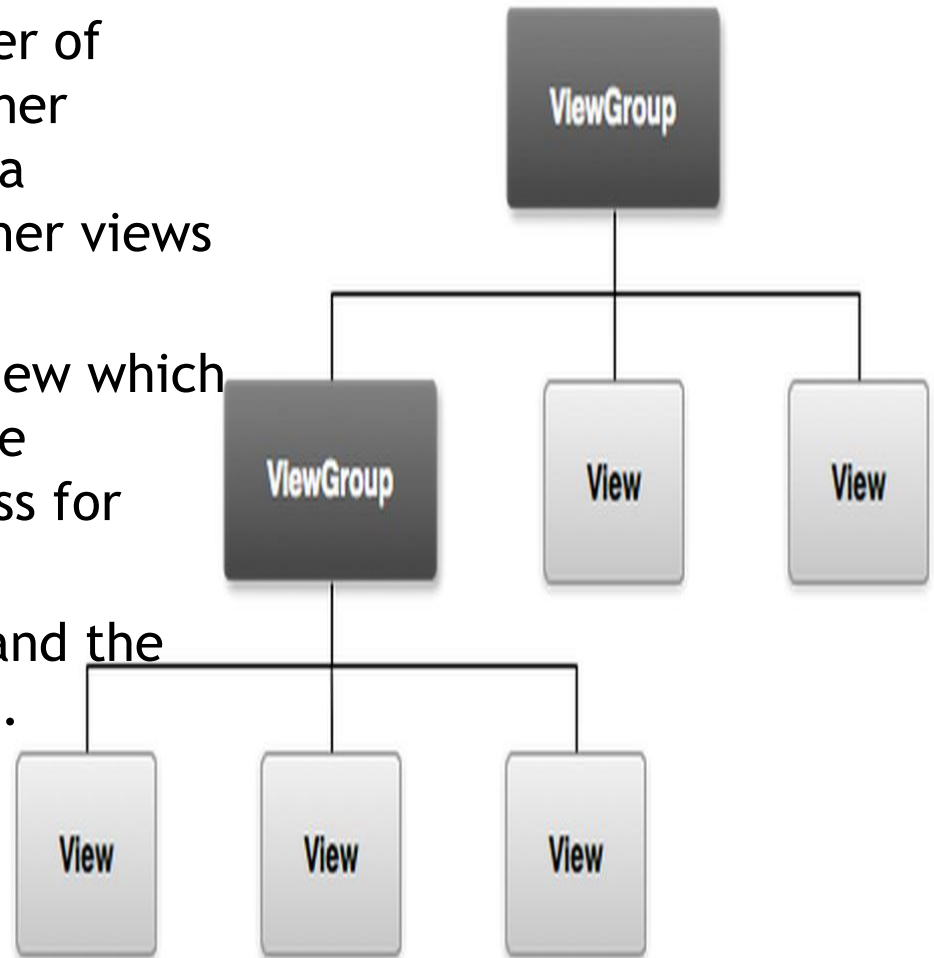 er of
her
a
her views
ew which
e
ss for
and the
.
ViewGroup
ViewGroup
View
View
View
View
View